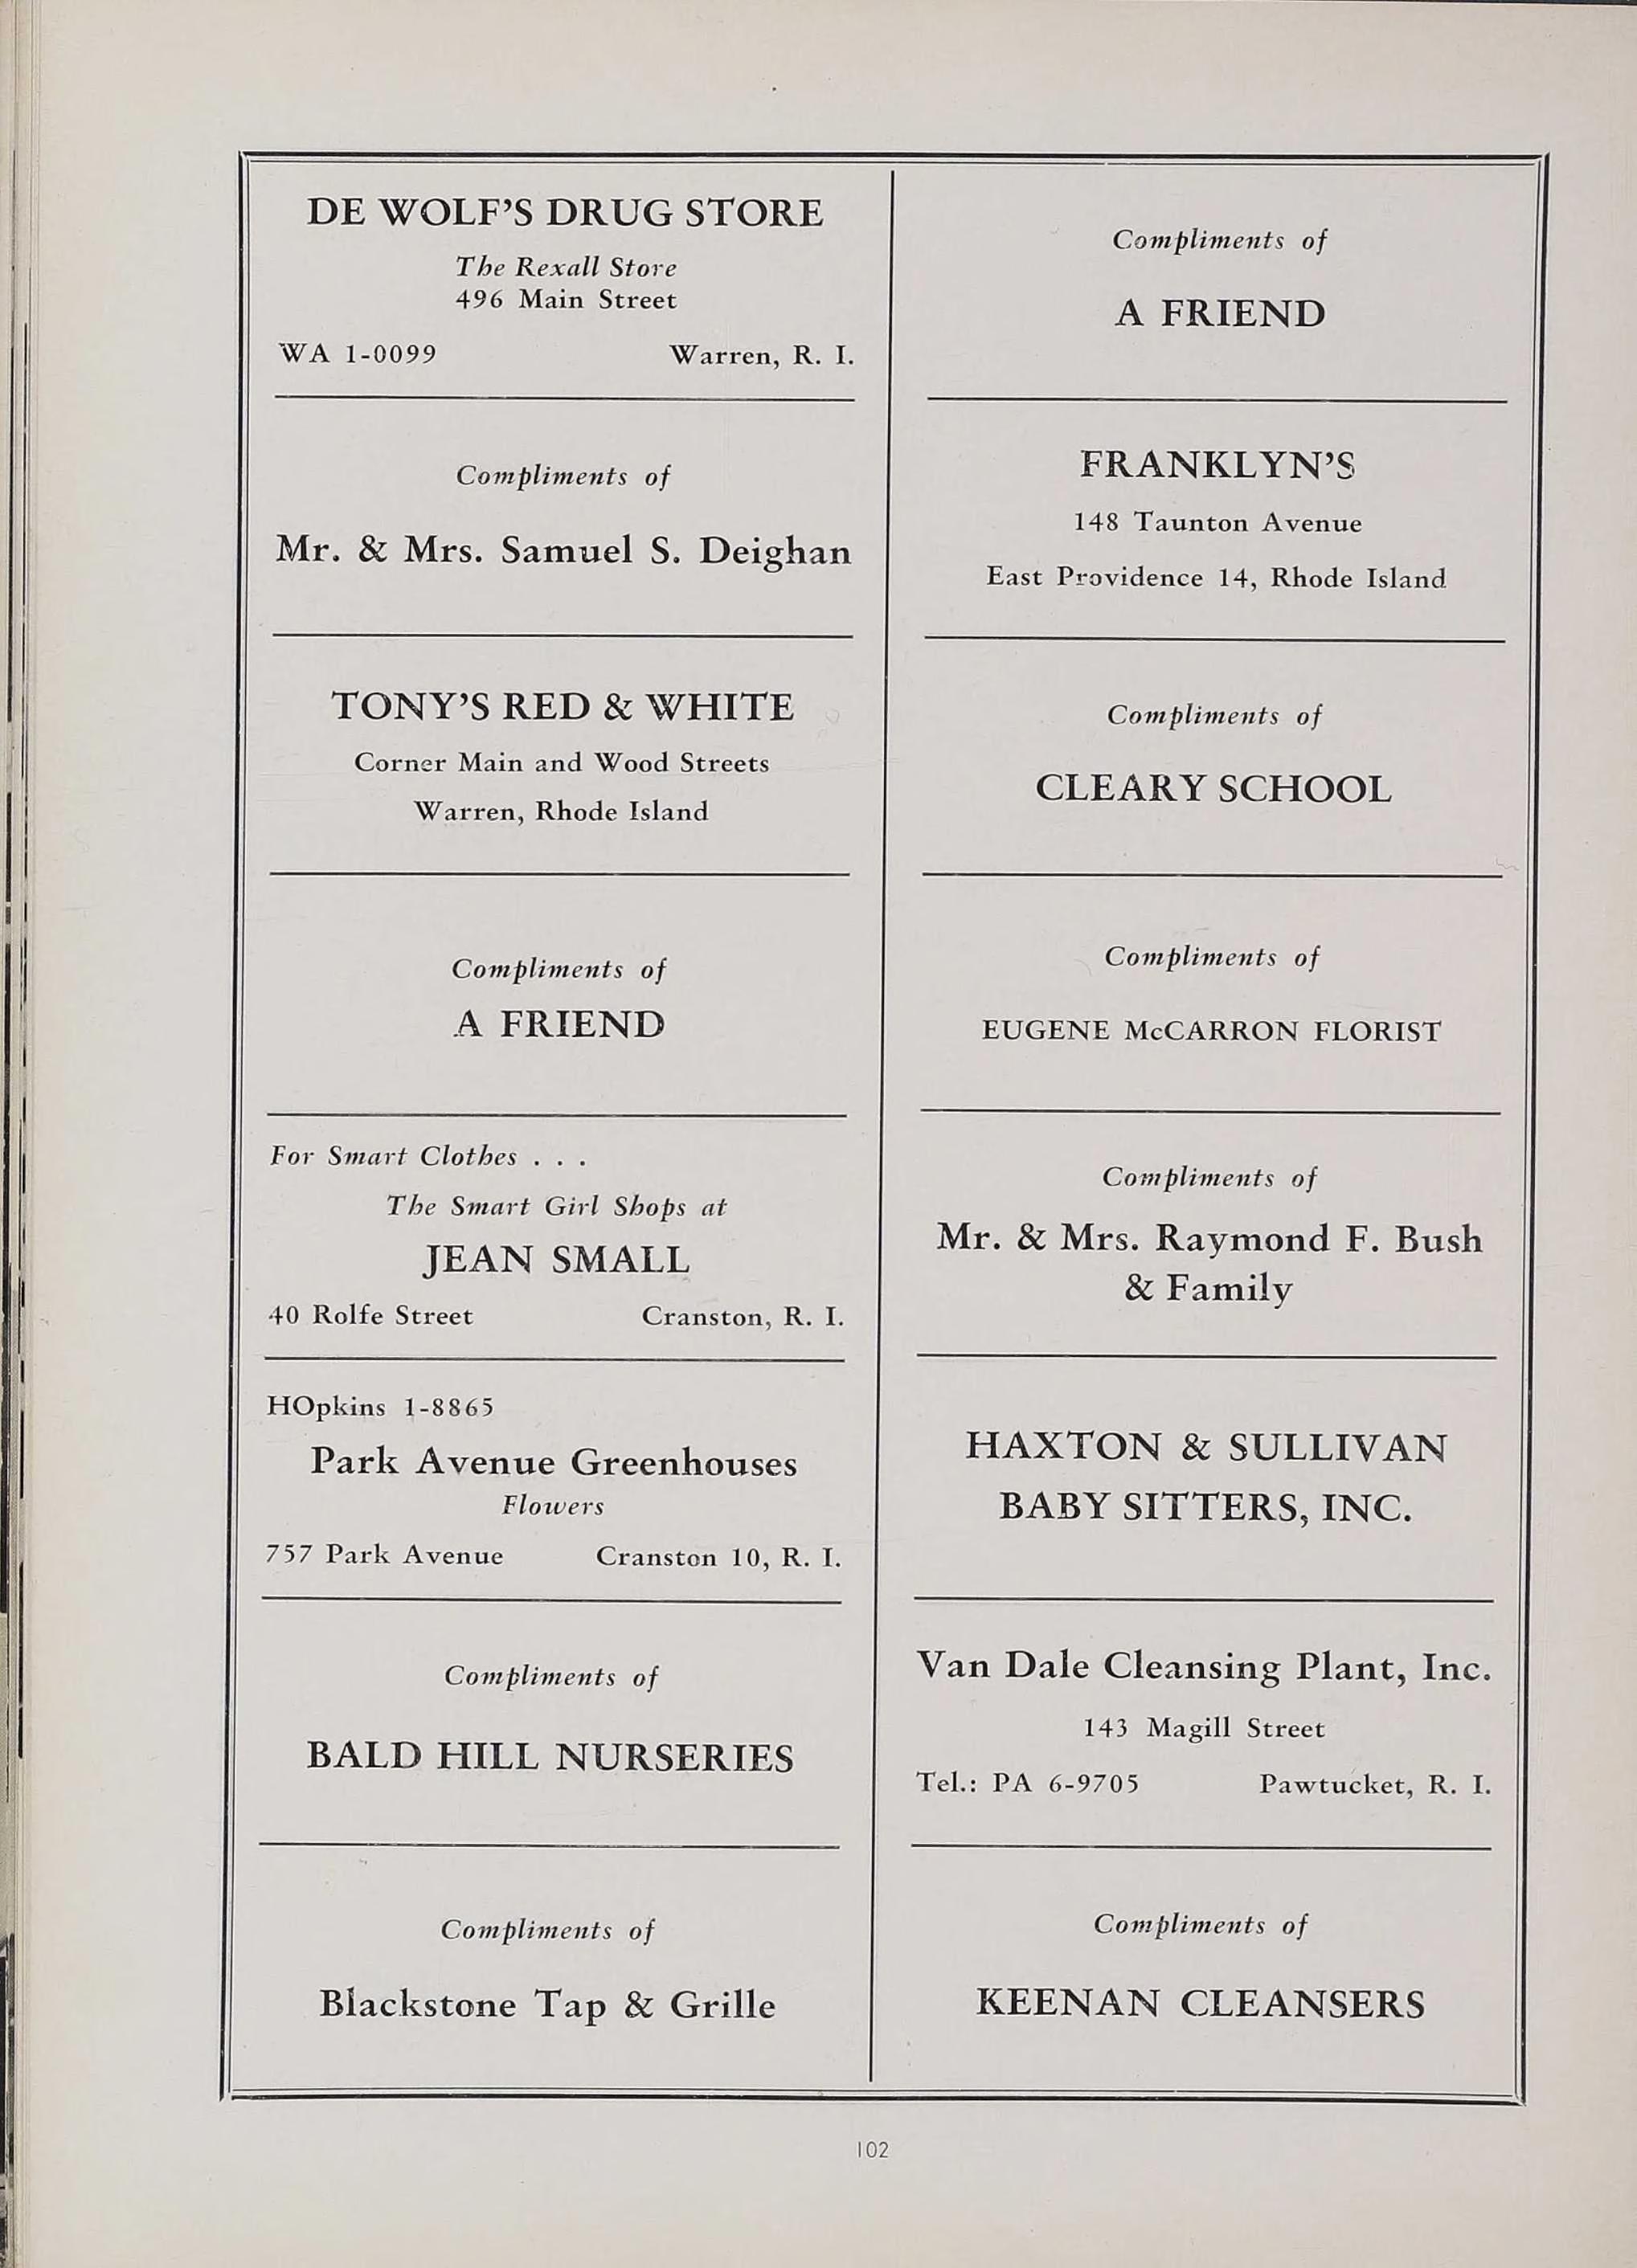 DE WOLF'S DRUG STORE
The Rexall Store
496 Main Street
WA 1-0099 Warren, R. I.
Compliments of
Mr. & Mrs. Samuel S. Deighan
TONY'S RED & WHITE
Corner Main and Wood Streets
Warren, Rhode Island
Compliments of
A FRIEND
For Smart Clothes . . .
The Smart Girl Shops at
JEAN SMALL
40 Rolfe Street Cranston, R. I.
HOpkins 1-8865
Park Avenue Greenhouses
Flowers
757 Park Avenue Cranston 10, R. I.
Compliments of
BALD HILL NURSERIES
Compliments of
Blackstone Tap & Grille
Compliments of
A FRIEND
FRANKLYN'S
148 Taunton Avenue
East Providence 14, Rhode Island
Compliments of
CLEARY SCHOOL
Compliments of
EUGENE McCARRON FLORIST
Compliments of
Mr. & Mrs. Raymond F. Bush
& Family
HAXTON & SULLIVAN
BABY SITTERS, INC.
Van Dale Cleansing Plant, Inc.
143 Magill Street
Tel.: PA 6-9705 Pawtucket, R. I.
Compliments of
KEENAN CLEANSERS
102